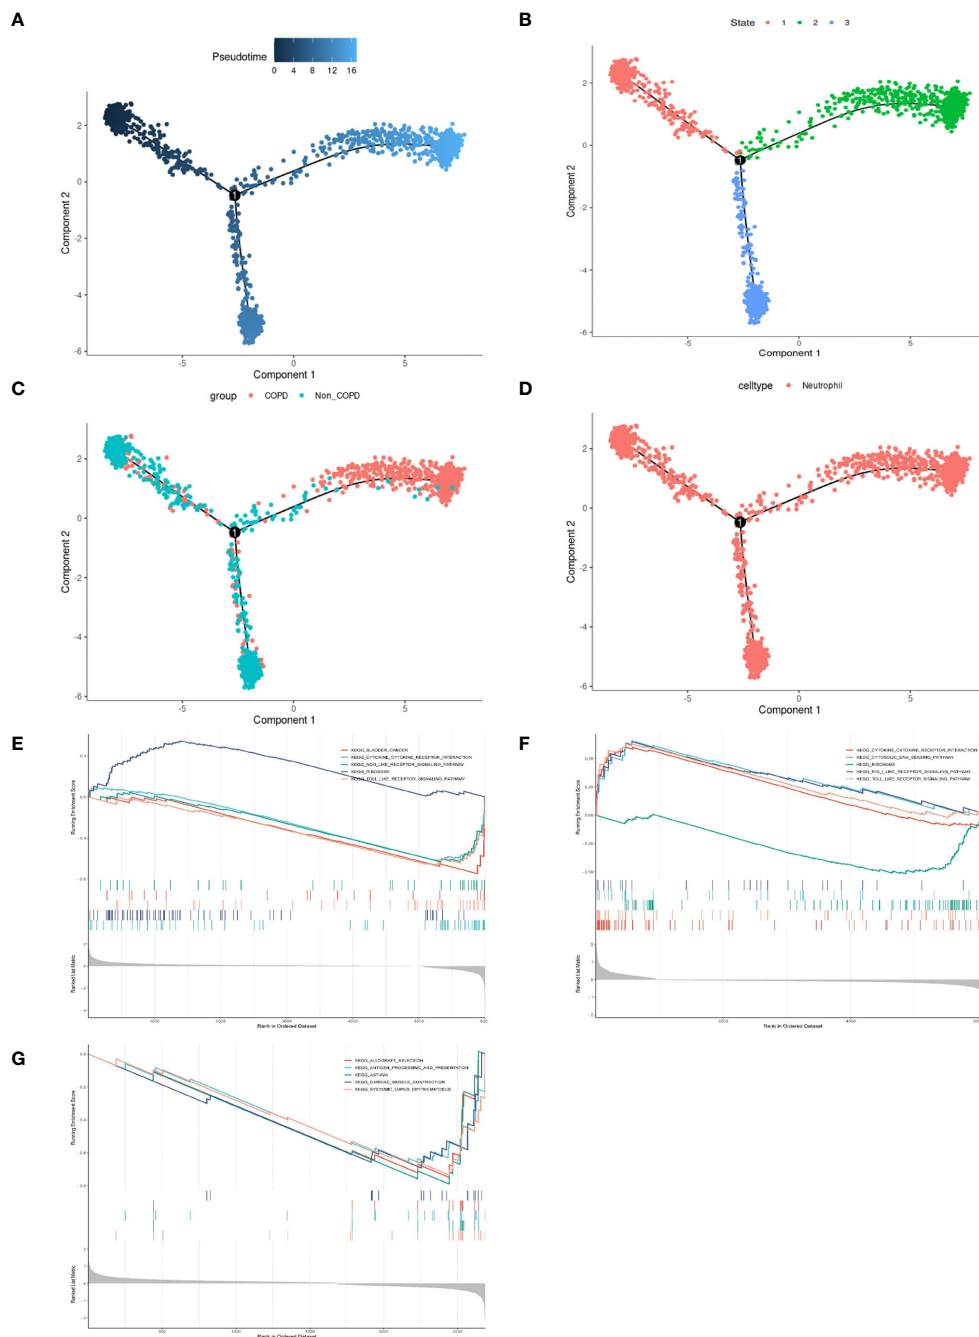 A
Pseudotime
0 4 8 12 16
2
0
-2
-4
-6
Component 2
-5 0 5
Component 1
B
State 1 2 3
2
0
-2
-4
-6
Component 2
-5 0 5
Component 1
C
group COPD Non_COPD
2
0
-2
-4
-6
Component 2
-5 0 5
Component 1
D
celltype Neutrophil
2
0
-2
-4
-6
Component 2
-5 0 5
Component 1
E
KEGG_BLADDER_CANCER
KEGG_CYTOKINE_CYTOKINE_RECEPTOR_INTERACTION
KEGG_NOD_LIKE_RECEPTOR_SIGNALING_PATHWAY
KEGG_RIBOSOME
KEGG_TOLL_LIKE_RECEPTOR_SIGNALING_PATHWAY
Running Enrichment Score
Ranked List Metric
Rank in Ordered Dataset
F
KEGG_CYTOKINE_CYTOKINE_RECEPTOR_INTERACTION
KEGG_CYTOSOLIC_DNA_SENSING_PATHWAY
KEGG_RIBOSOME
KEGG_RIG_I_LIKE_RECEPTOR_SIGNALING_PATHWAY
KEGG_TOLL_LIKE_RECEPTOR_SIGNALING_PATHWAY
Running Enrichment Score
Ranked List Metric
Rank in Ordered Dataset
G
KEGG_ALLOGRAFT_REJECTION
KEGG_ANTIGEN_PROCESSING_AND_PRESENTATION
KEGG_ASTHMA
KEGG_CARDIAC_MUSCLE_CONTRACTION
KEGG_SYSTEMIC_LUPUS_ERYTHEMATOSUS
Running Enrichment Score
Ranked List Metric
Rank in Ordered Dataset